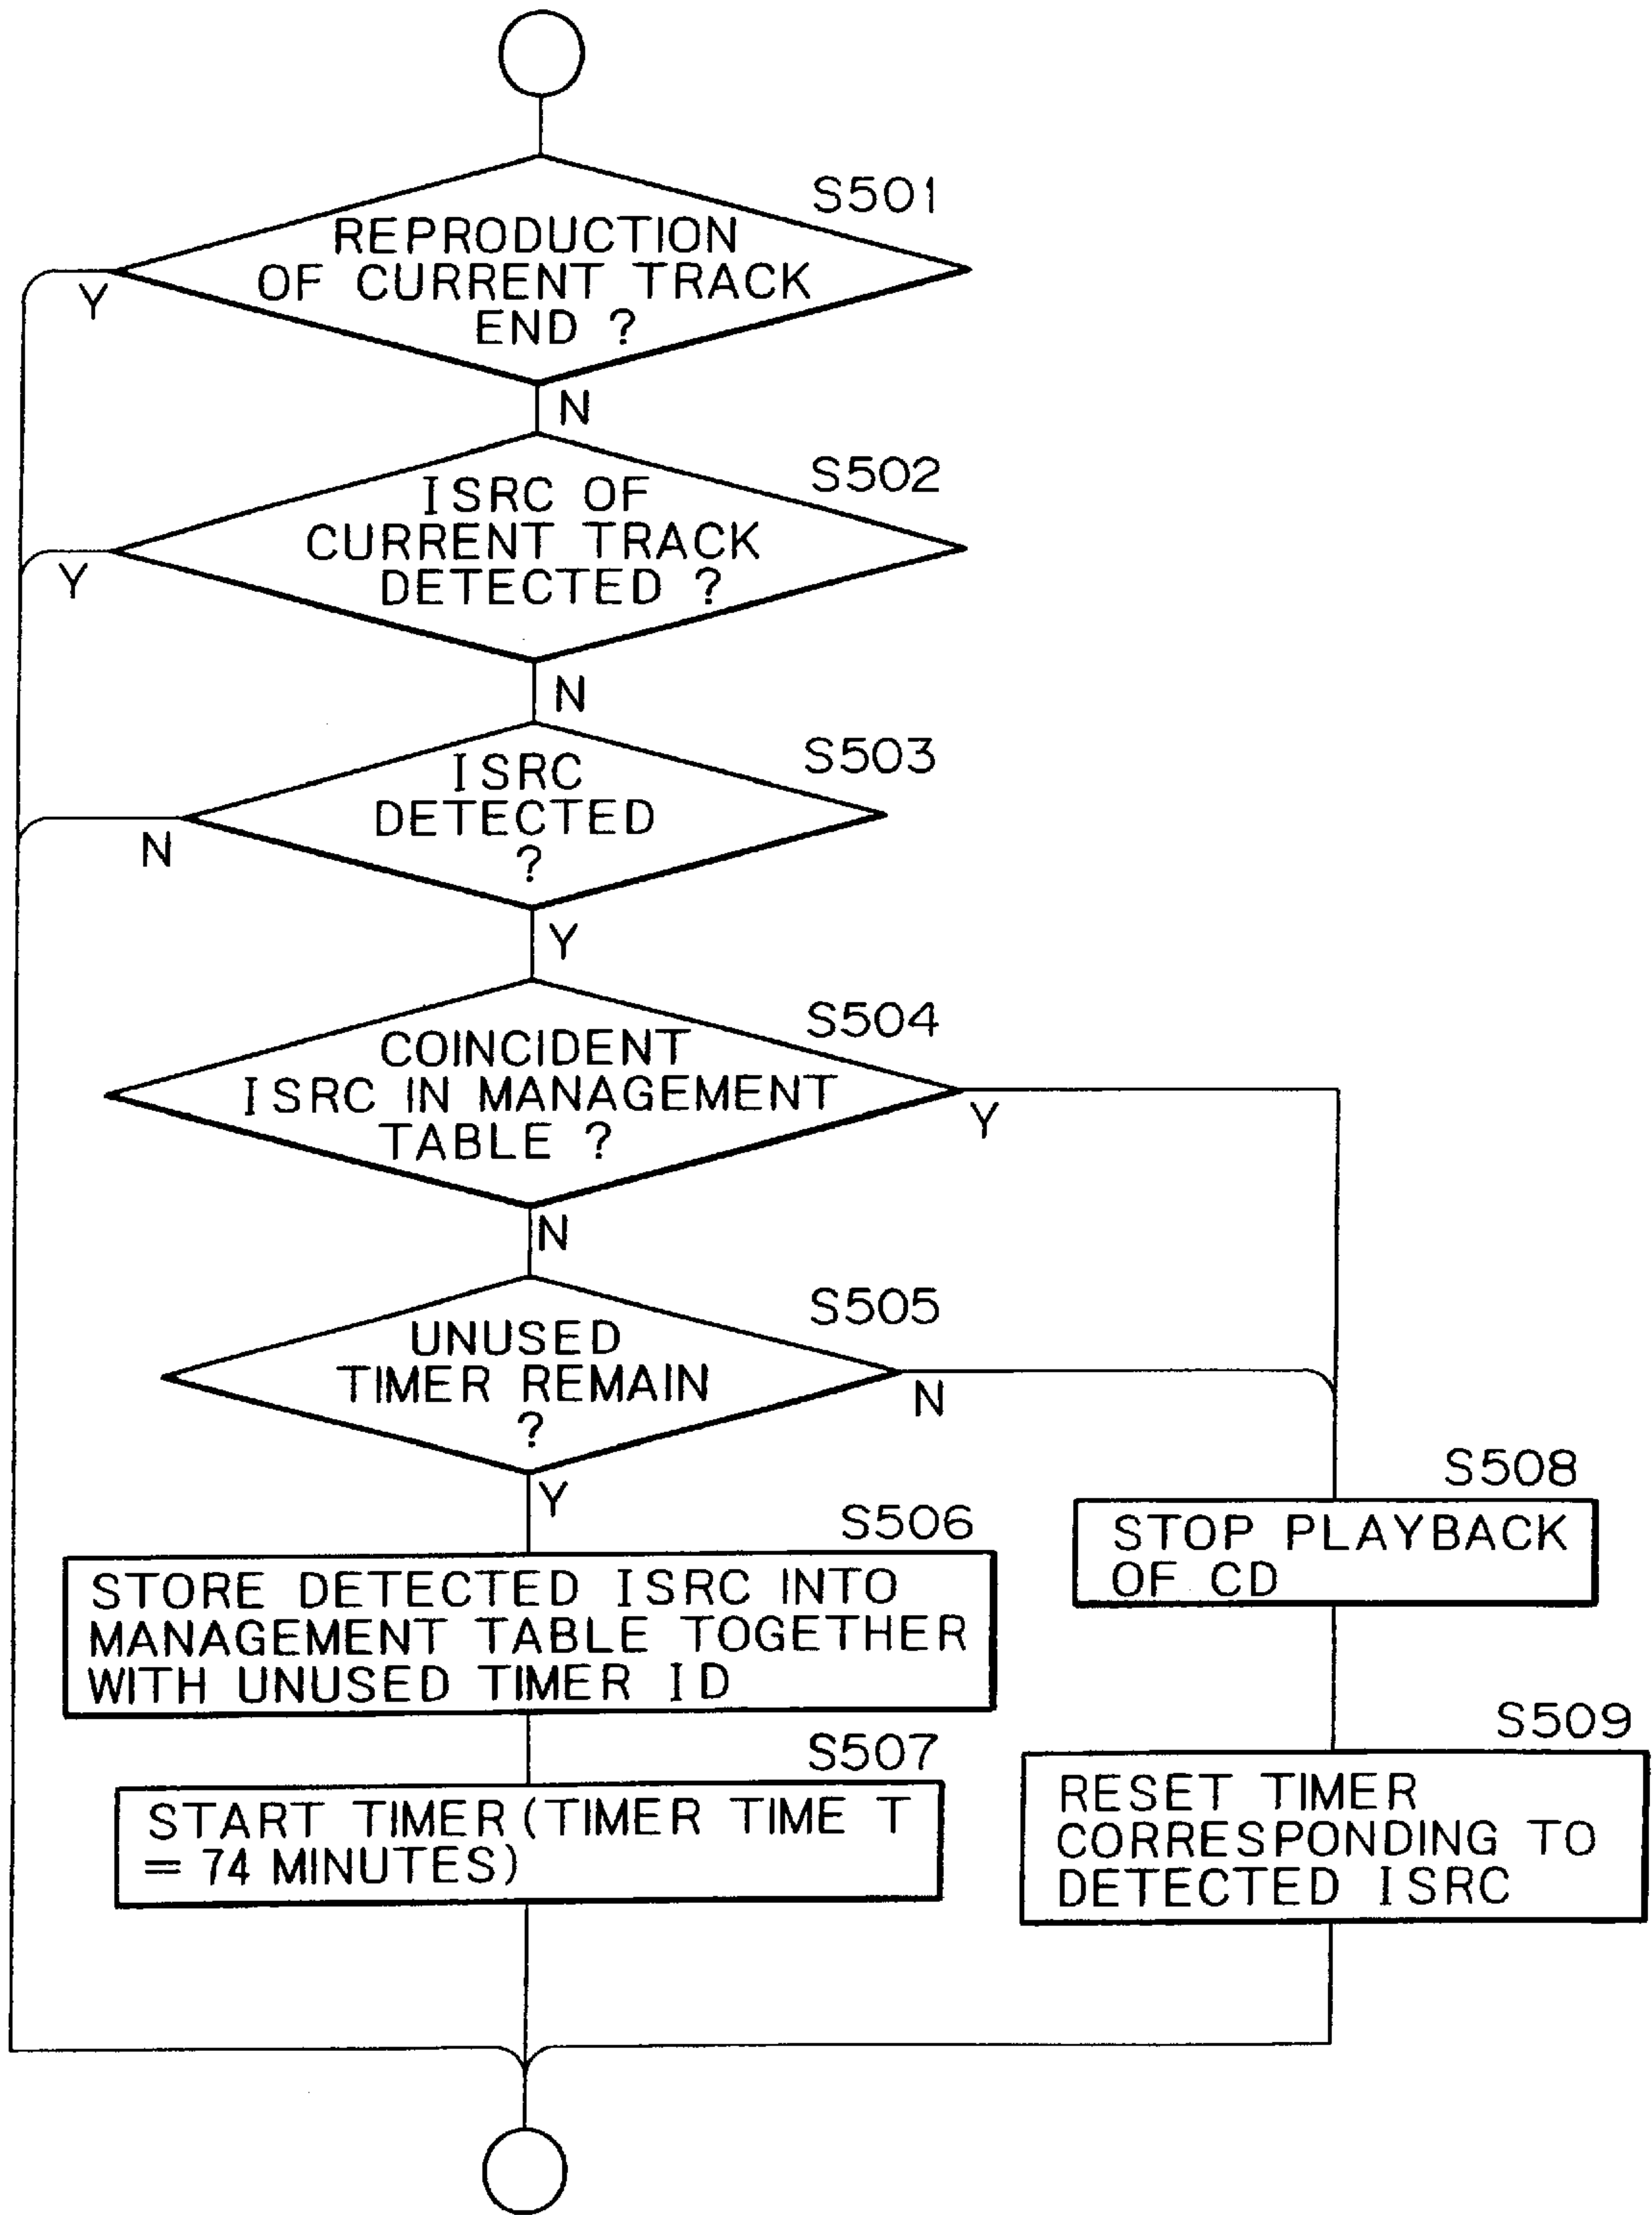 S501
REPRODUCTION
OF CURRENT TRACK
END ?
Y
N
S502
ISRC OF
CURRENT TRACK
DETECTED ?
Y
N
S503
ISRC
DETECTED
?
N
Y
S504
COINCIDENT
ISRC IN MANAGEMENT
TABLE ?
Y
N
S505
UNUSED
TIMER REMAIN
?
N
Y
S506
STORE DETECTED ISRC INTO
MANAGEMENT TABLE TOGETHER
WITH UNUSED TIMER ID
S507
START TIMER (TIMER TIME T
= 74 MINUTES)
S508
STOP PLAYBACK
OF CD
S509
RESET TIMER
CORRESPONDING TO
DETECTED ISRC